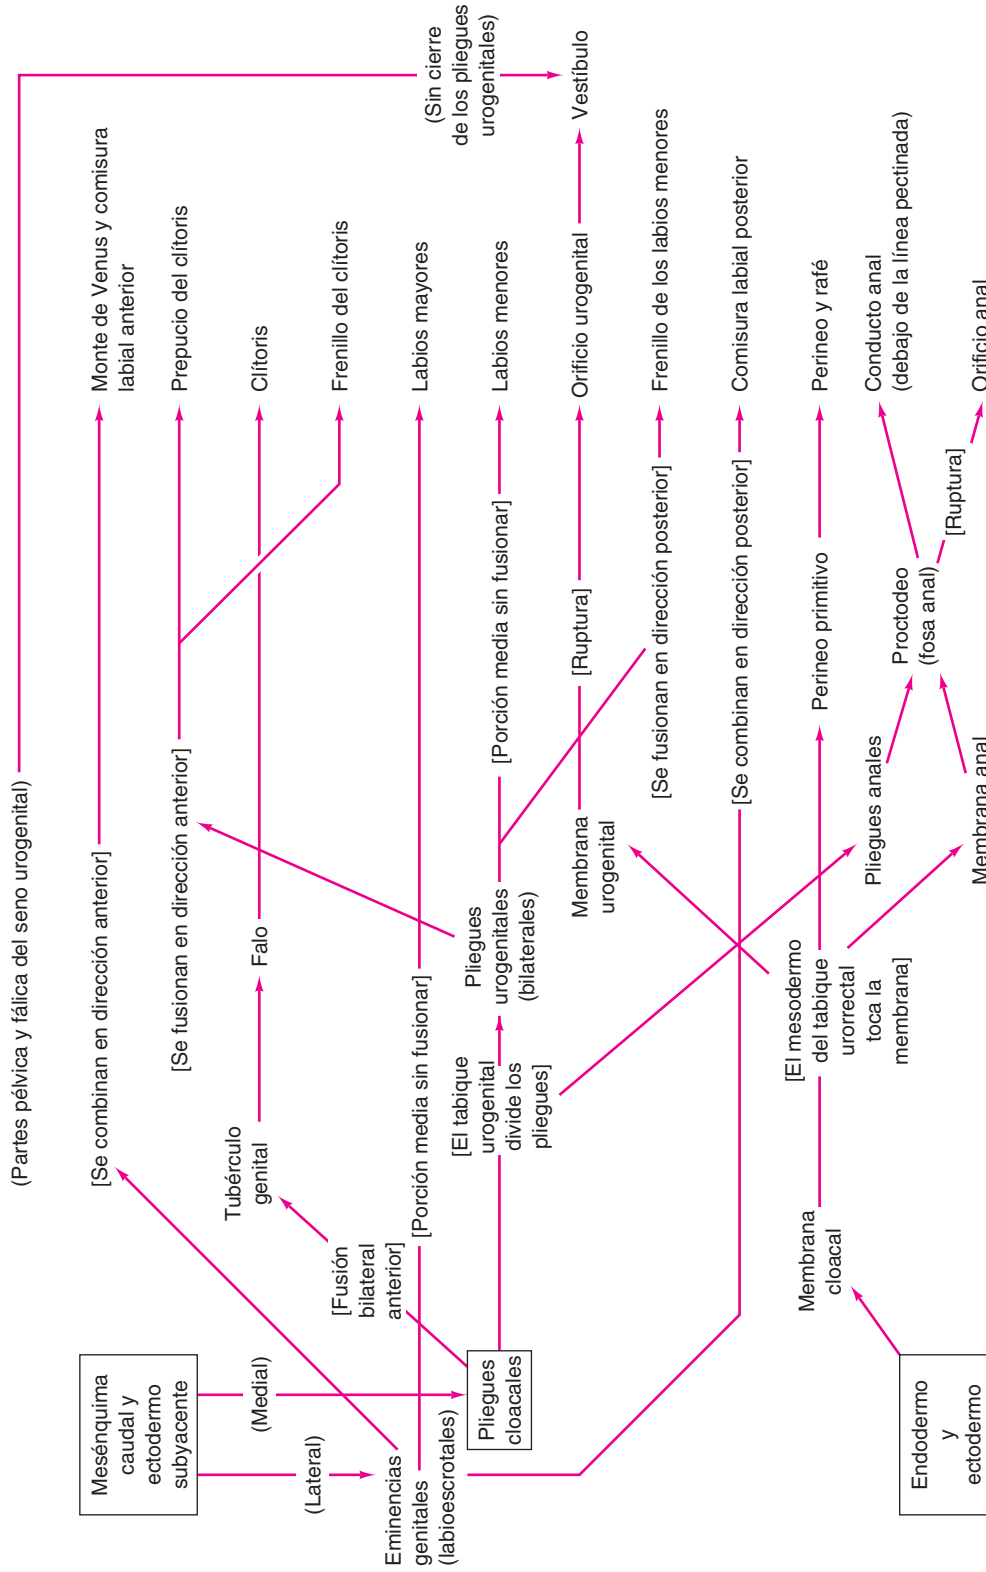 (Partes pélvica y fálica del seno urogenital)
(Sin cierre
de los pliegues
urogenitales)
Vestíbulo
Mesénquima
caudal y
ectodermo
subyacente
(Lateral)
(Medial)
Eminencias
genitales
(labioescrotales)
Pliegues
cloacales
[Se combinan en dirección anterior]
Monte de Venus y comisura
labial anterior
[Se fusionan en dirección anterior]
Prepucio del clítoris
[Fusión
bilateral
anterior]
Tubérculo
genital
Falo
Clítoris
Frenillo del clítoris
[Porción media sin fusionar]
Labios mayores
[El tabique
urogenital
divide los
pliegues]
Pliegues
urogenitales
(bilaterales)
[Porción media sin fusionar]
Labios menores
Membrana
urogenital
[Ruptura]
Orificio urogenital
[Se fusionan en dirección posterior]
Frenillo de los labios menores
[Se combinan en dirección posterior]
Comisura labial posterior
Endodermo
y
ectodermo
Membrana
cloacal
[El mesodermo
del tabique
urorrectal
toca la
membrana]
Perineo primitivo
Perineo y rafé
Pliegues anales
Membrana anal
Proctodeo
(fosa anal)
Conducto anal
(debajo de la línea pectinada)
[Ruptura]
Orificio anal